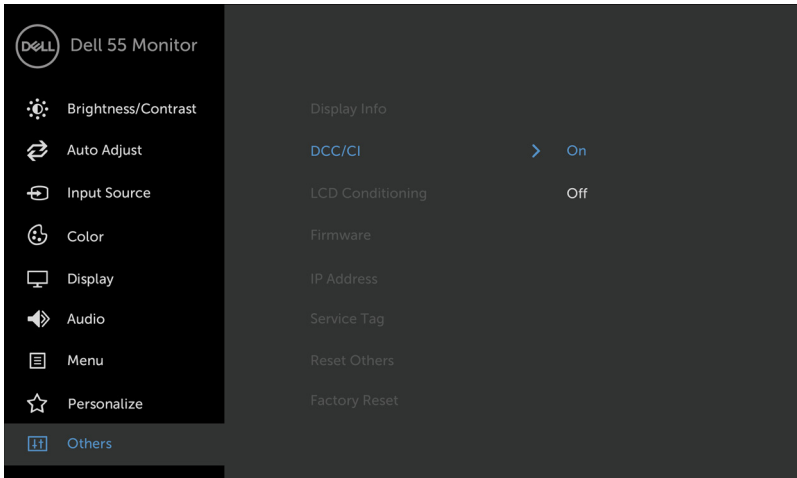 DELL
Dell 55 Monitor
Brightness/Contrast
Auto Adjust
Input Source
Color
Display
Audio
Menu
Personalize
Others
Display Info
DCC/CI
On
LCD Conditioning
Off
Firmware
IP Address
Service Tag
Reset Others
Factory Reset